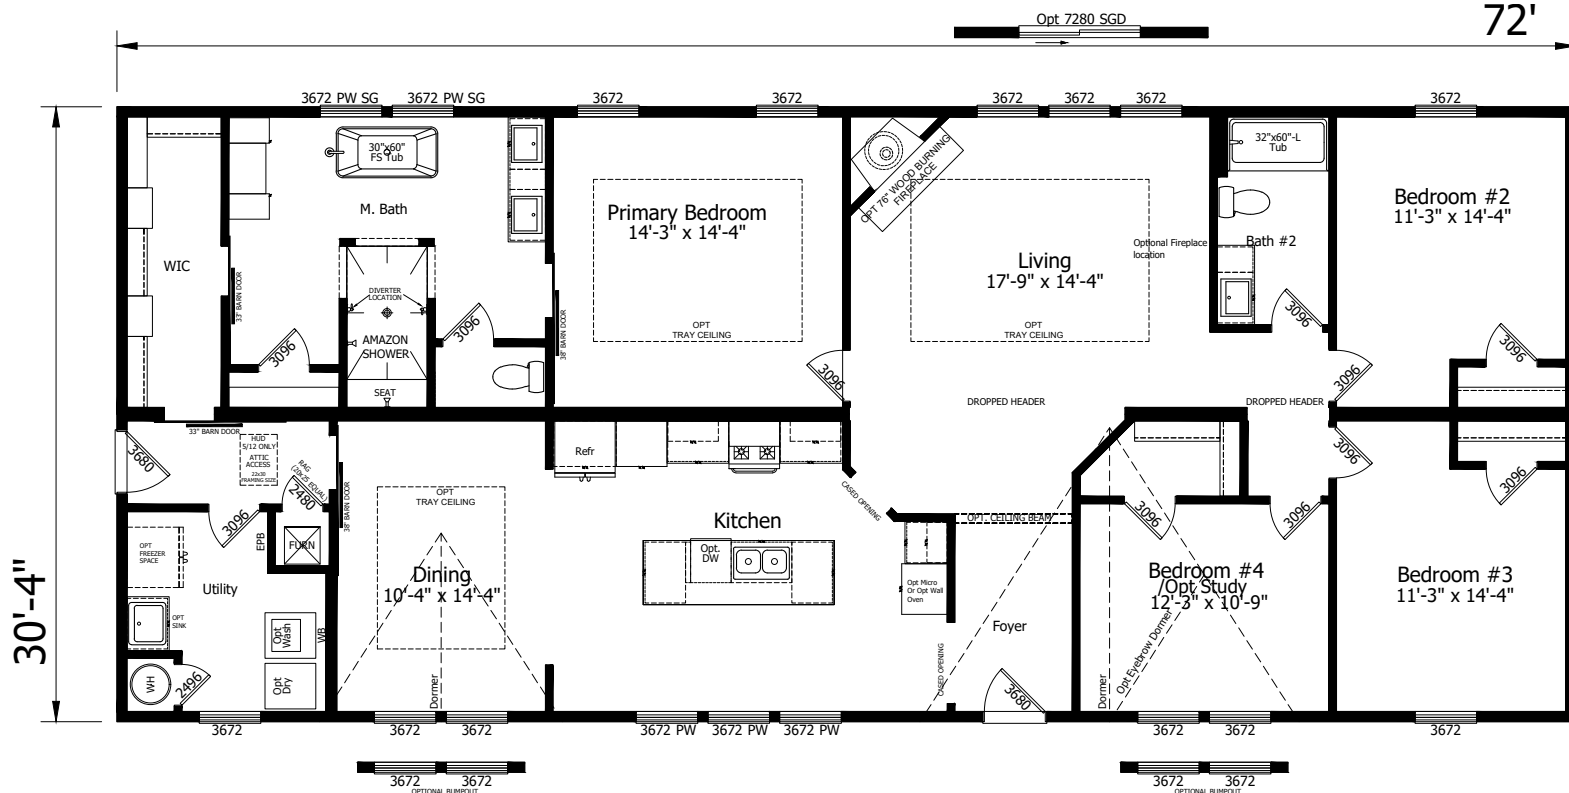 72'
Opt 7280 SGD
3672 PW SG
3672 PW SG
3672
3672
3672
3672
3672
3672
30"x60"
FS Tub
M. Bath
WIC
33" BARN DOOR
DIVERTER
LOCATION
AMAZON
SHOWER
SEAT
3096
3096
38" BARN DOOR
Primary Bedroom
14'-3" x 14'-4"
OPT
TRAY CEILING
3096
OPT 76" WOOD BURNING
FIREPLACE
Living
17'-9" x 14'-4"
OPT
TRAY CEILING
Optional Fireplace
location
DROPPED HEADER
32"x60"-L
Tub
Bath #2
3096
DROPPED HEADER
Bedroom #2
11'-3" x 14'-4"
3096
3096
30'-4"
3680
33" BARN DOOR
HUD
5/12 ONLY
ATTIC
ACCESS
22x30
FRAMING SIZE
RAG
(20X25 EQUAL)
2480
38" BARN DOOR
3096
EPB
FURN
OPT
FREEZER
SPACE
Utility
OPT
SINK
Opt
Wash
WB
Opt
Dry
WH
2496
OPT
TRAY CEILING
Dining
10'-4" x 14'-4"
Dormer
Refr
Kitchen
Opt.
DW
CASED OPENING
Opt Micro
Or Opt Wall
Oven
CASED OPENING
OPT. CEILING BEAM
Foyer
3680
3096
3096
Bedroom #4
/Opt Study
12'-3" x 10'-9"
Dormer
Opt Eyebrow Dormer
3096
3096
Bedroom #3
11'-3" x 14'-4"
3672
3672
3672
3672 PW
3672 PW
3672 PW
3672
3672
3672
3672
3672
OPTIONAL BUMPOUT
3672
3672
OPTIONAL BUMPOUT